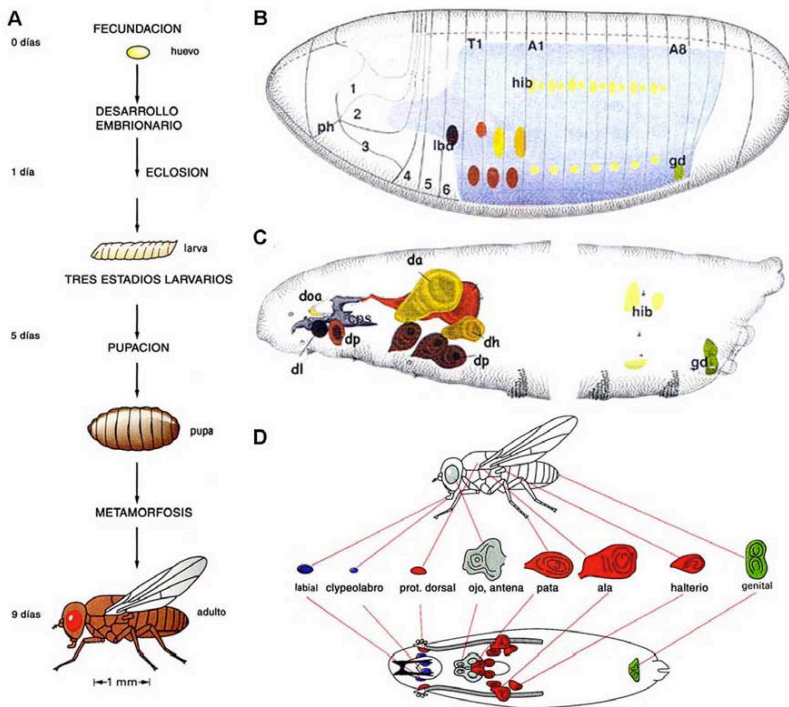 A
FECUNDACION
0 días
huevo
DESARROLLO
EMBRIONARIO
1 día
ECLOSION
larva
TRES ESTADIOS LARVARIOS
5 días
PUPACION
pupa
METAMORFOSIS
9 días
adulto
1 mm
B
T1 A1 A8
hib
1
2
ph
3
lbd
4 5 6
gd
C
da
doa
cps
hib
dl dp
dh
dp
gd
D
labial clypeolabro prot. dorsal ojo, antena pata ala halterio genital